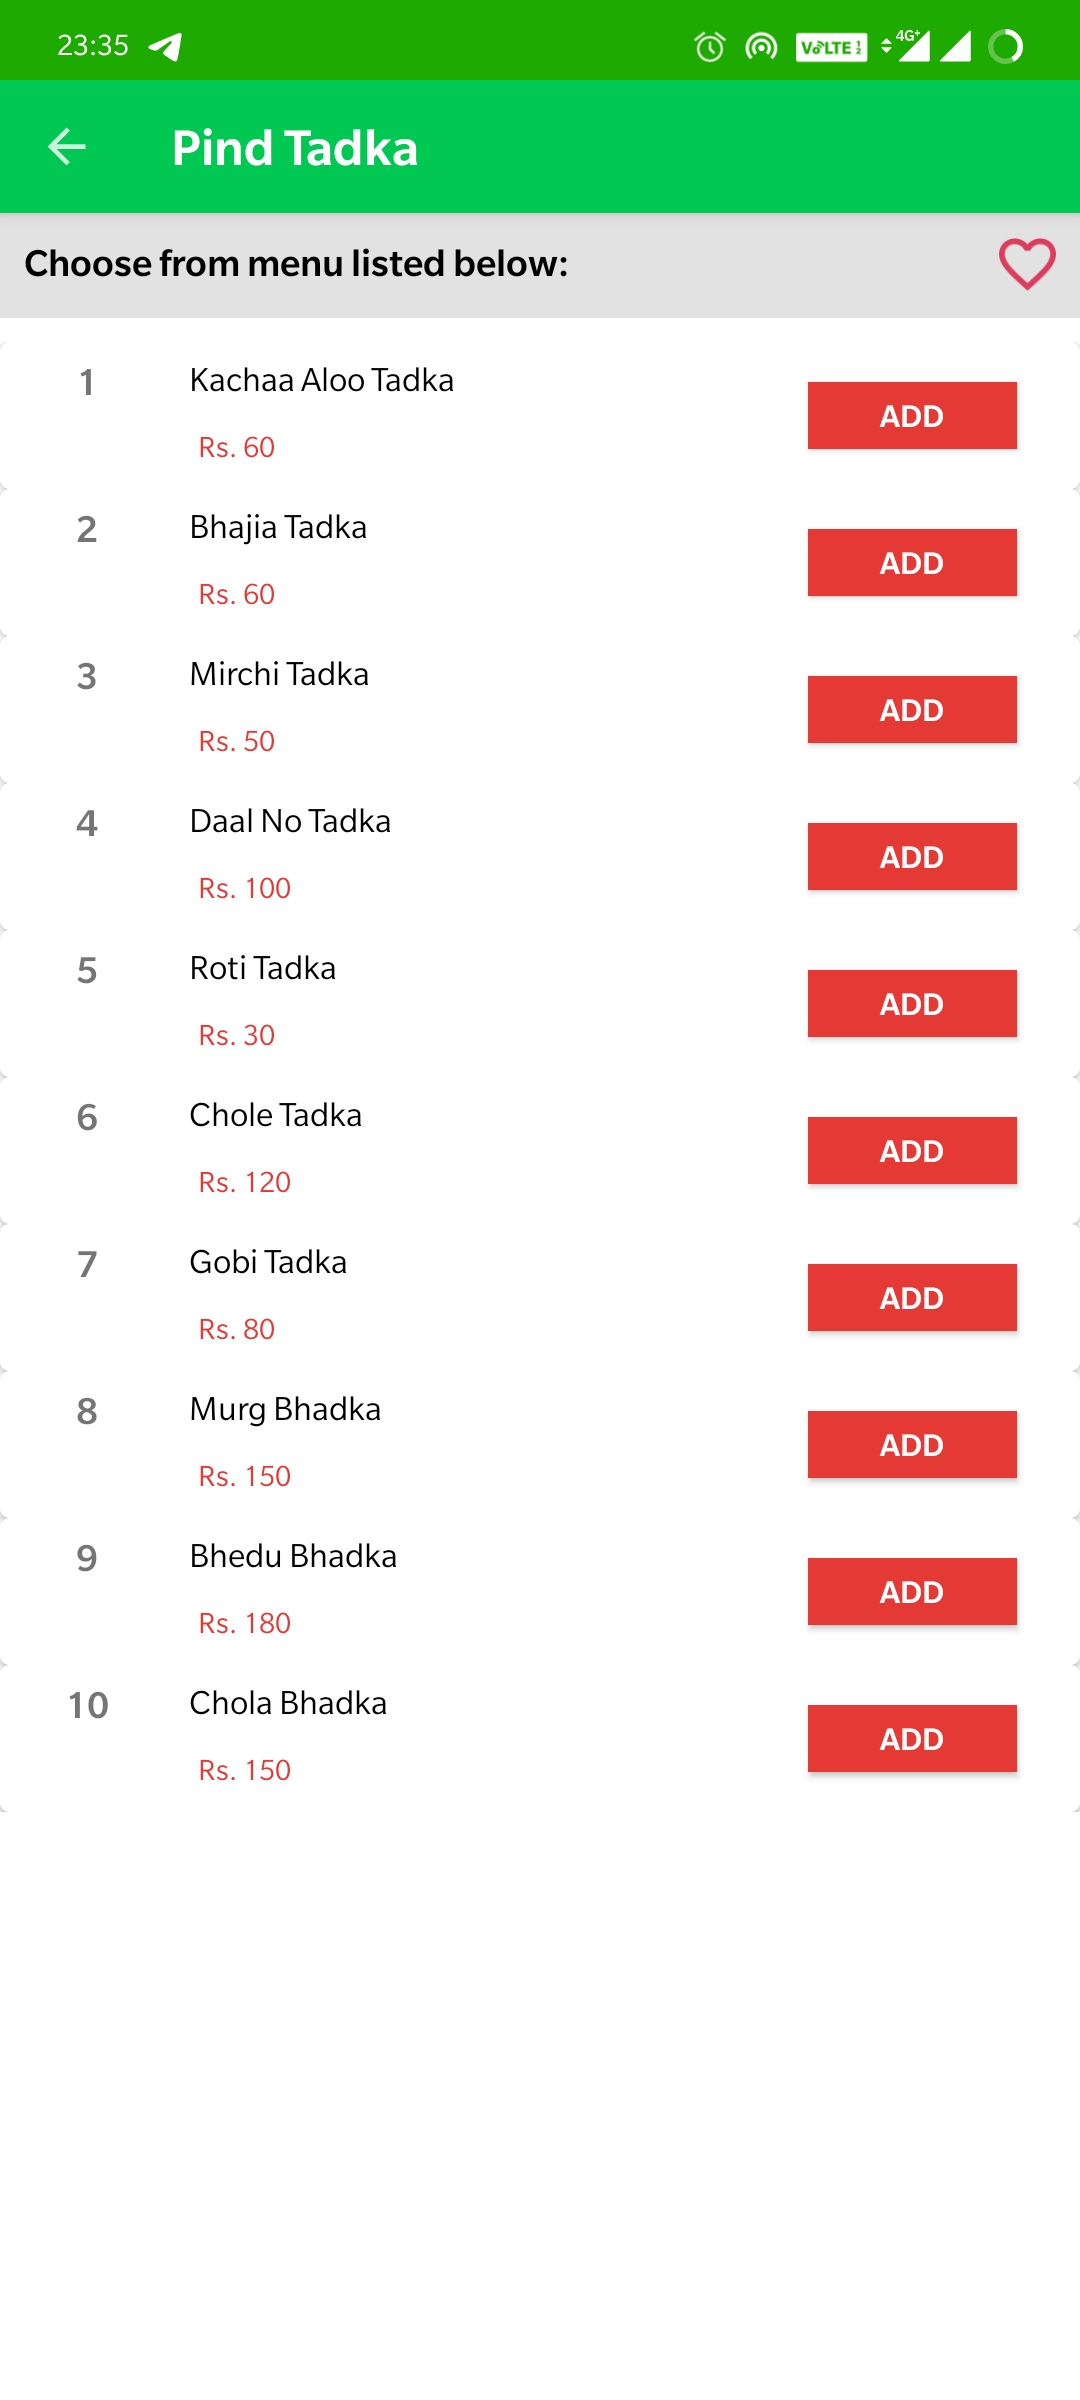 23:35 VoLTE 1 2 4G+
Pind Tadka
Choose from menu listed below:
1 Kachaa Aloo Tadka
Rs. 60
ADD
2 Bhajia Tadka
Rs. 60
ADD
3 Mirchi Tadka
Rs. 50
ADD
4 Daal No Tadka
Rs. 100
ADD
5 Roti Tadka
Rs. 30
ADD
6 Chole Tadka
Rs. 120
ADD
7 Gobi Tadka
Rs. 80
ADD
8 Murg Bhadka
Rs. 150
ADD
9 Bhedu Bhadka
Rs. 180
ADD
10 Chola Bhadka
Rs. 150
ADD